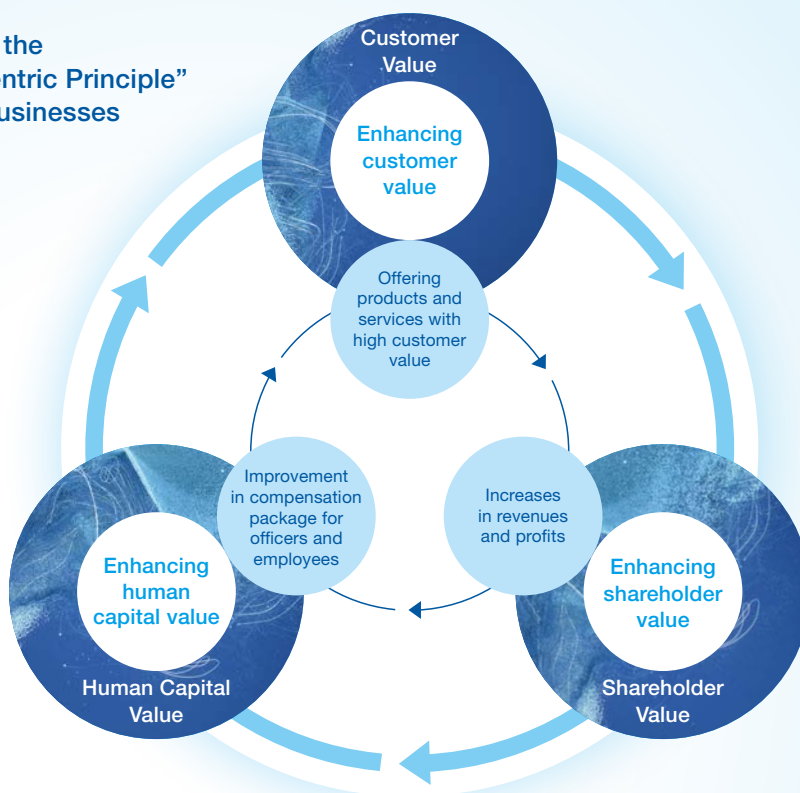 the
entric Principle”
usinesses
Customer
Value
Enhancing
customer
value
Offering
products and
services with
high customer
value
Improvement
in compensation
package for
officers and
employees
Increases
in revenues
and profits
Enhancing
human
capital value
Human Capital
Value
Enhancing
shareholder
value
Shareholder
Value